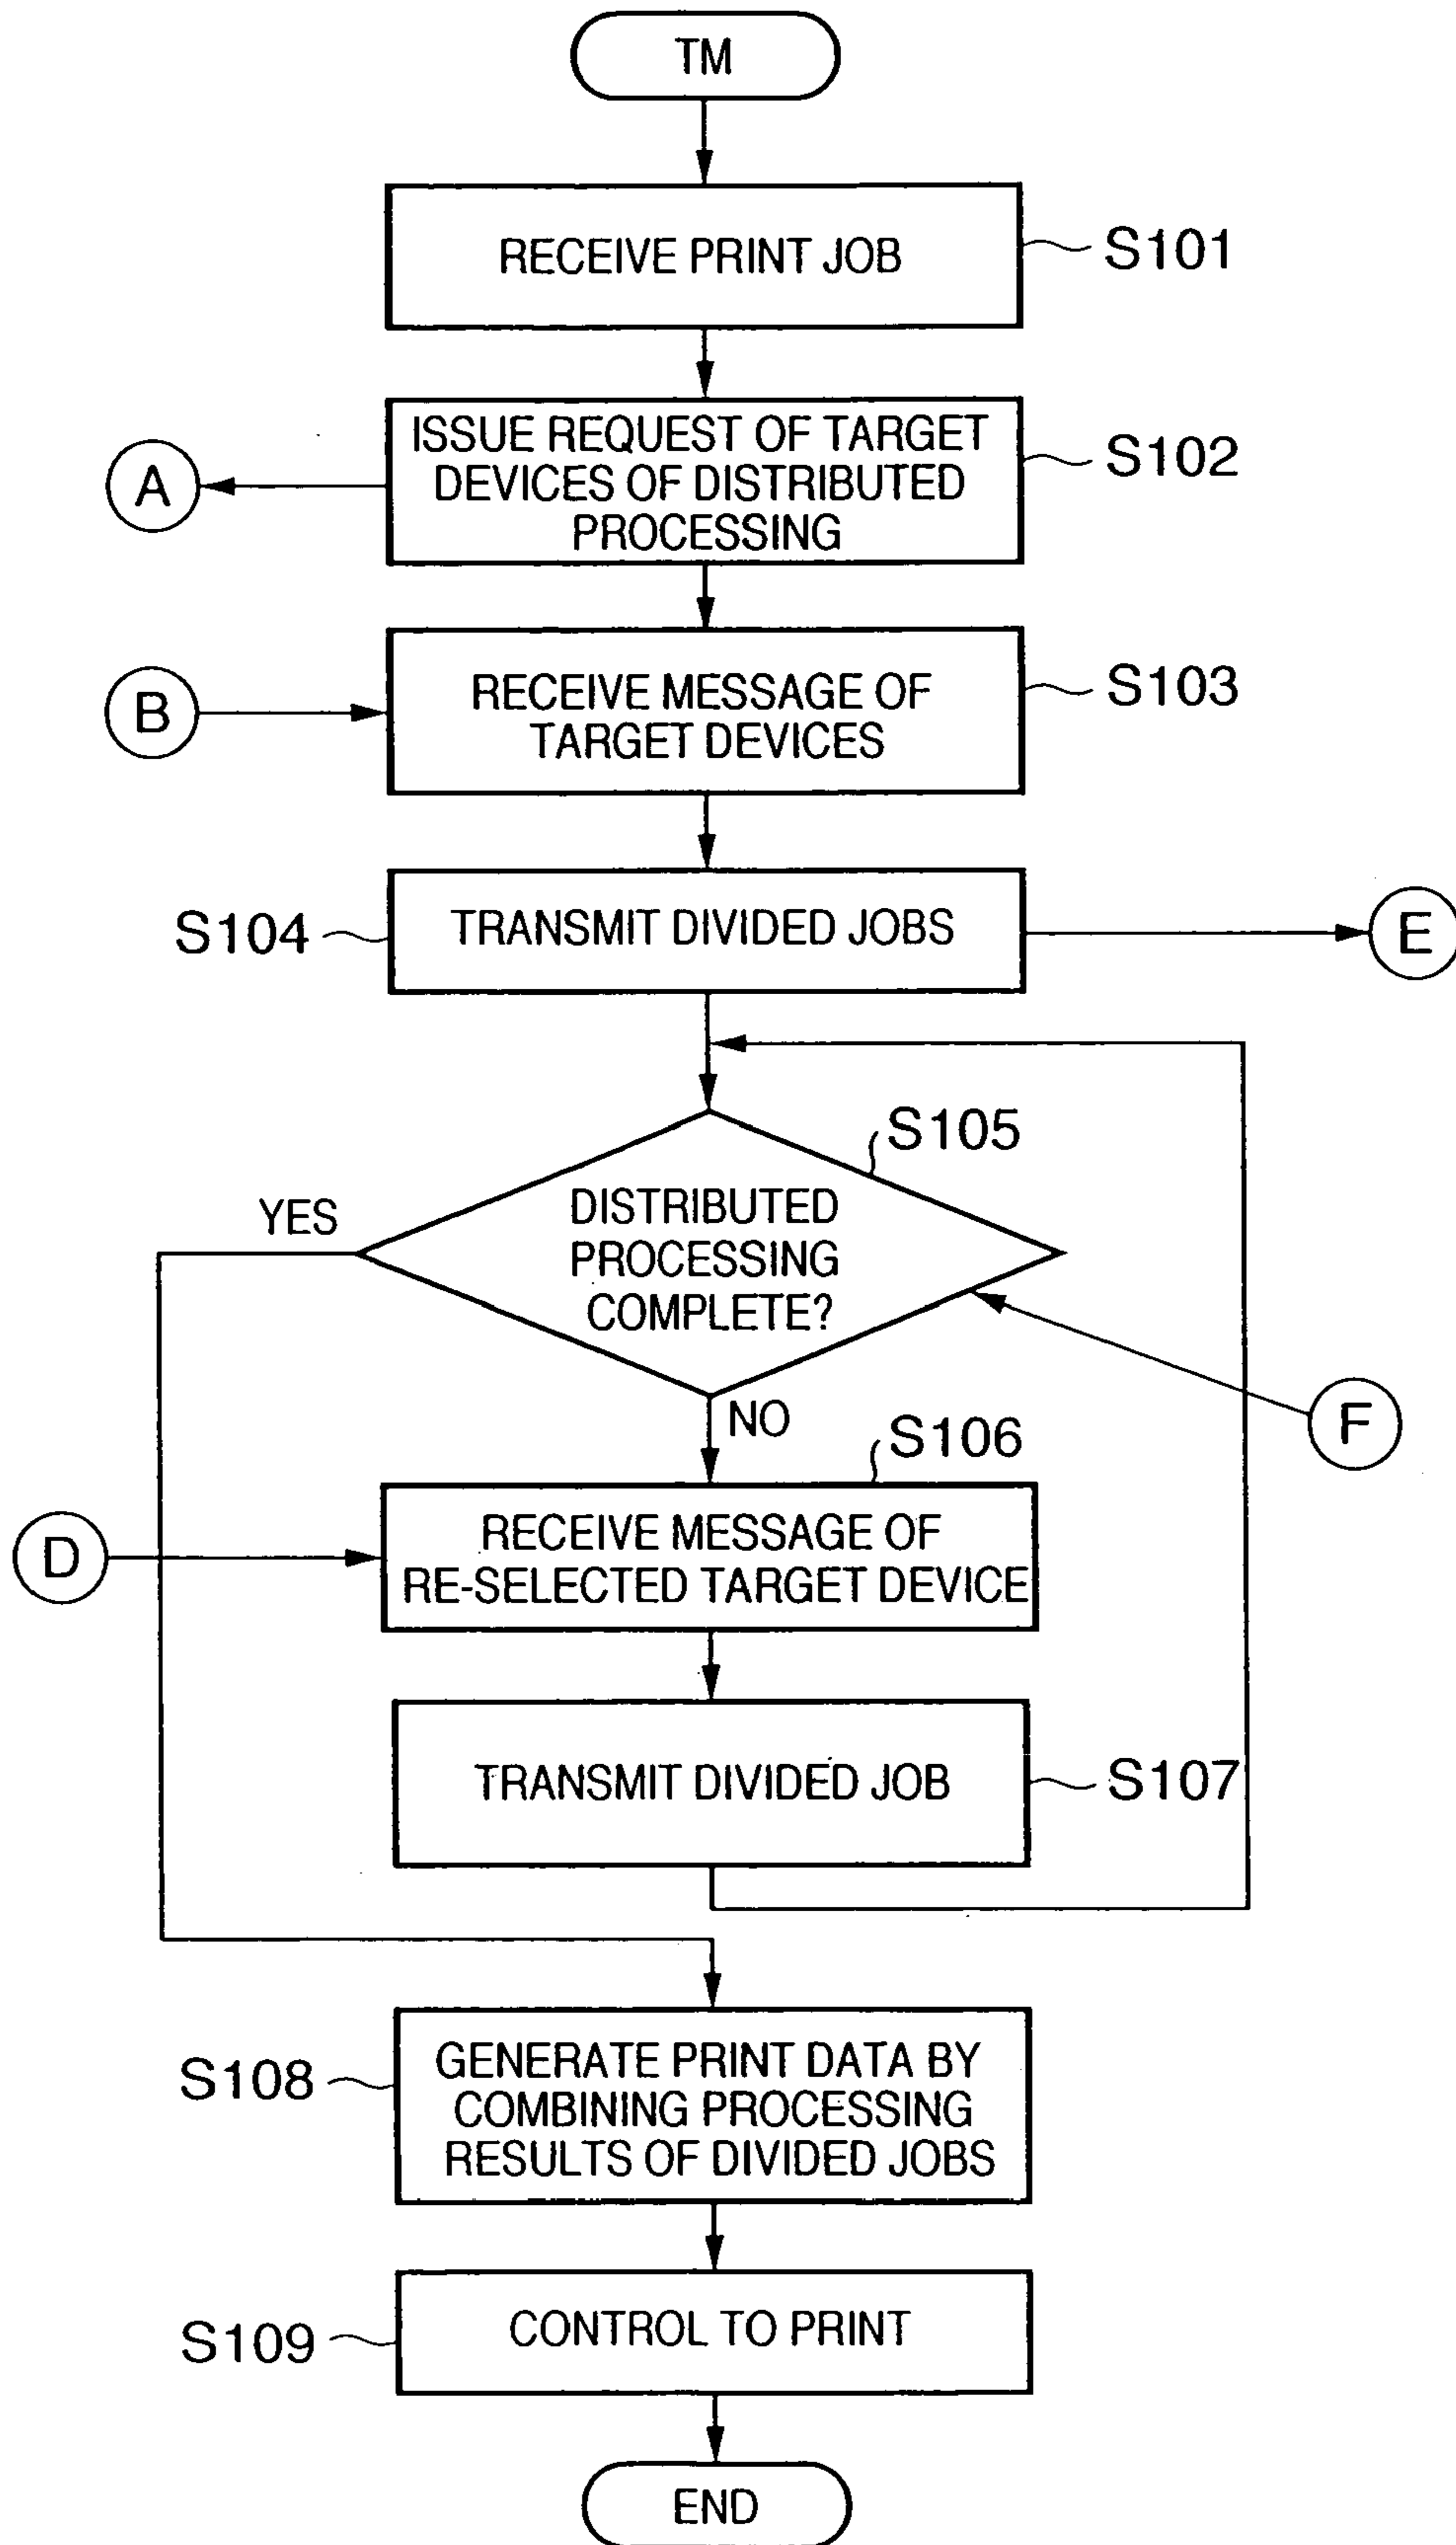 TM
RECEIVE PRINT JOB
S101
ISSUE REQUEST OF TARGET
DEVICES OF DISTRIBUTED
PROCESSING
S102
A
RECEIVE MESSAGE OF
TARGET DEVICES
S103
B
S104
TRANSMIT DIVIDED JOBS
E
S105
YES
DISTRIBUTED
PROCESSING
COMPLETE?
NO
F
S106
D
RECEIVE MESSAGE OF
RE-SELECTED TARGET DEVICE
TRANSMIT DIVIDED JOB
S107
S108
GENERATE PRINT DATA BY
COMBINING PROCESSING
RESULTS OF DIVIDED JOBS
S109
CONTROL TO PRINT
END